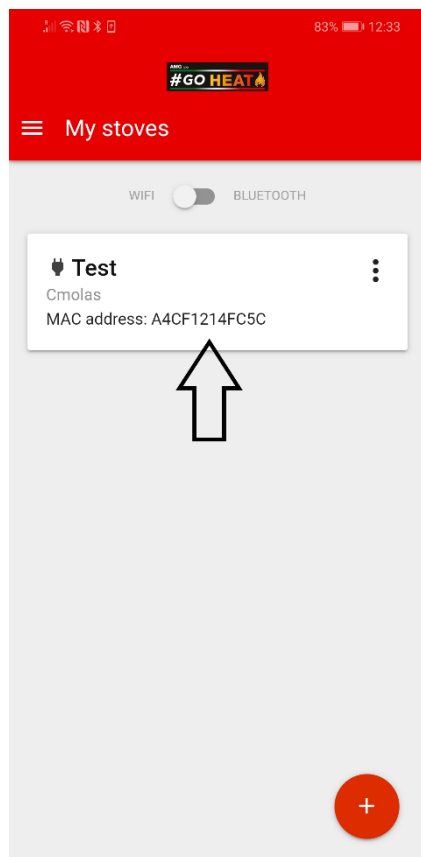 83% 12:33
#GO HEAT
My stoves
WIFI BLUETOOTH
Test
Cmolas
MAC address: A4CF1214FC5C
+